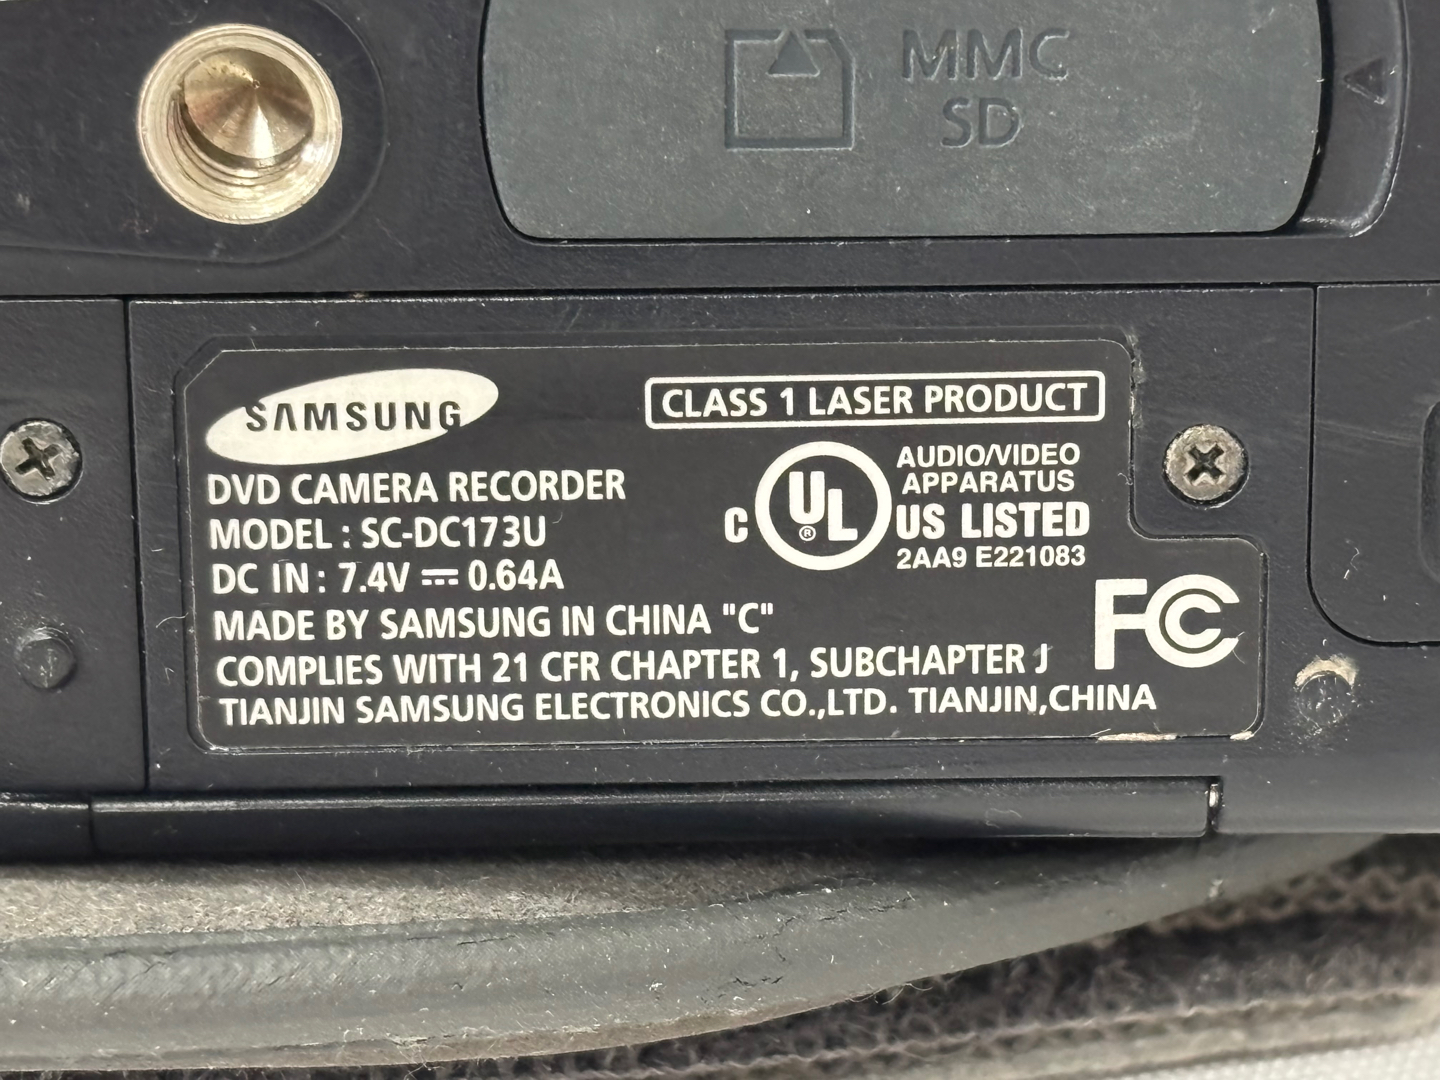 MMC
SD
SAMSUNG
CLASS 1 LASER PRODUCT
DVD CAMERA RECORDER
MODEL : SC-DC173U
DC IN : 7.4V ⎓ 0.64A
MADE BY SAMSUNG IN CHINA "C"
COMPLIES WITH 21 CFR CHAPTER 1, SUBCHAPTER J
TIANJIN SAMSUNG ELECTRONICS CO.,LTD. TIANJIN,CHINA
C UL ® US LISTED
AUDIO/VIDEO
APPARATUS
2AA9 E221083
FC